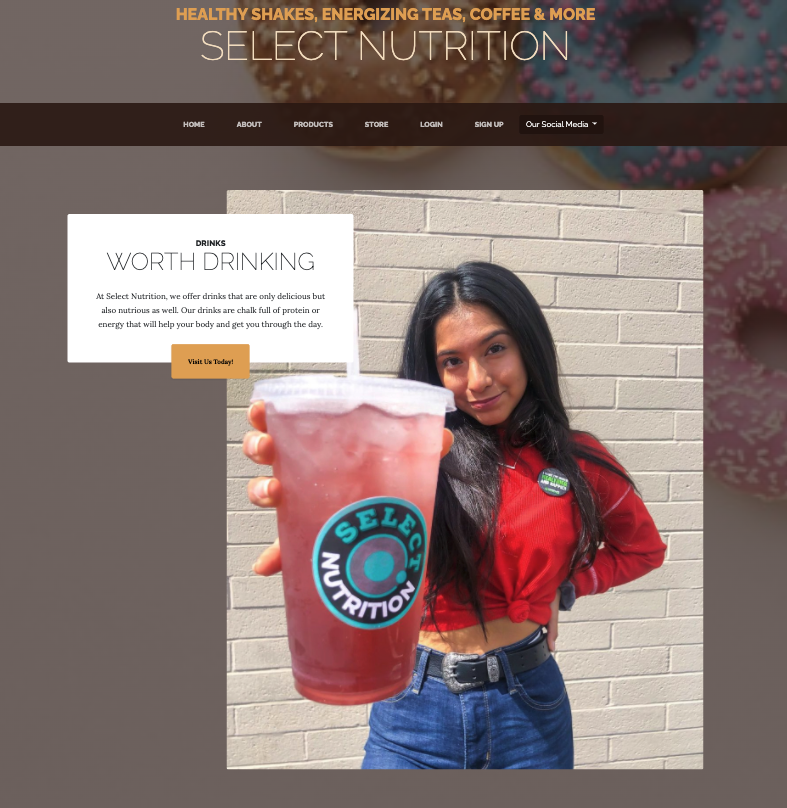 HEALTHY SHAKES, ENERGIZING TEAS, COFFEE & MORE
SELECT NUTRITION
HOME ABOUT PRODUCTS STORE LOGIN SIGN UP Our Social Media
DRINKS
WORTH DRINKING
At Select Nutrition, we offer drinks that are only delicious but
also nutrious as well. Our drinks are chalk full of protein or
energy that will help your body and get you through the day.
Visit Us Today!
SELECT
NUTRITION